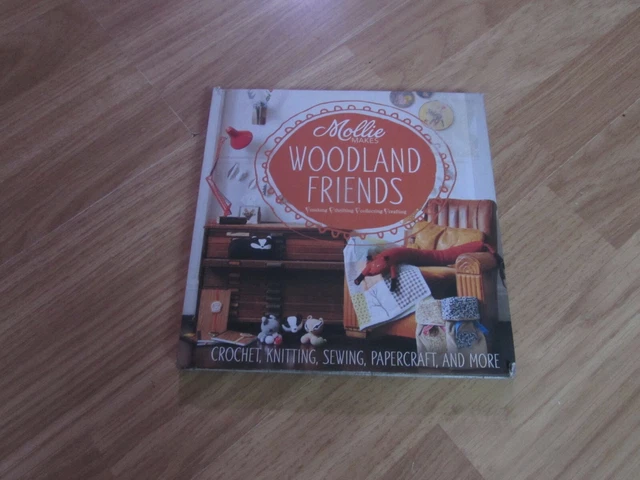 Mollie
MAKES
WOODLAND
FRIENDS
CROCHET, KNITTING, SEWING, PAPERCRAFT, AND MORE